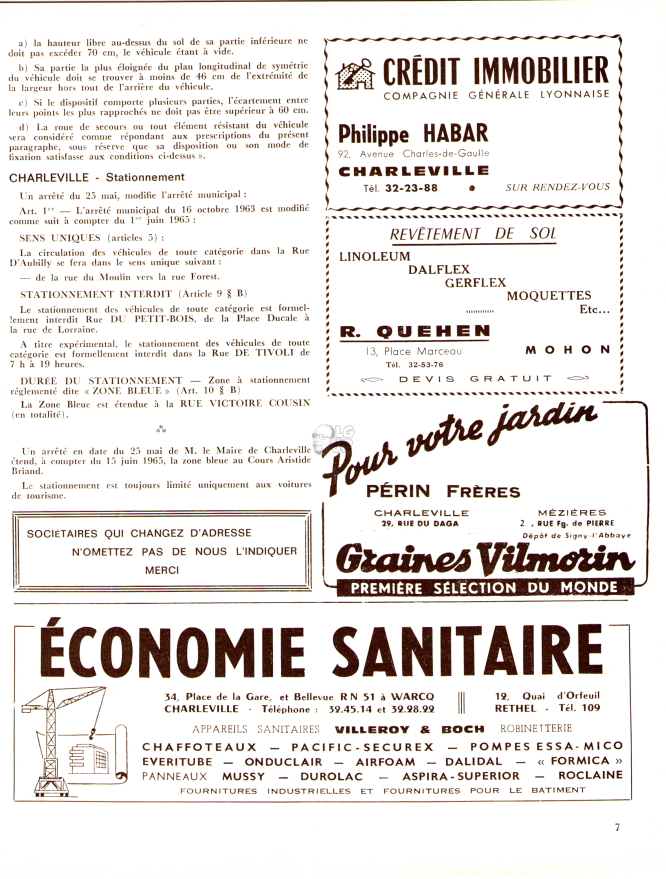 a) la hauteur libre au-dessus du sol de sa partie inférieure ne
doit pas excéder 70 cm, le véhicule étant à vide.
b) Sa partie la plus éloignée du plan longitudinal de symétrie
du véhicule doit se trouver à moins de 46 cm de l'extrémité de
la largeur hors tout de l'arrière du véhicule.
c) Si le dispositif comporte plusieurs parties, l'écartement entre
leurs points les plus rapprochés ne doit pas être supérieur à 60 cm.
d) La roue de secours ou tout élément résistant du véhicule
sera considéré comme répondant aux prescriptions du présent
paragraphe, sous réserve que sa disposition ou son mode de
fixation satisfasse aux conditions ci-dessus ».
CHARLEVILLE - Stationnement
Un arrêté du 25 mai, modifie l'arrêté municipal :
Art. 1er — L'arrêté municipal du 16 octobre 1963 est modifié
comme suit à compter du 1er juin 1965 :
SENS UNIQUES (articles 5) :
La circulation des véhicules de toute catégorie dans la Rue
D'Aubilly se fera dans le sens unique suivant :
— de la rue du Moulin vers la rue Forest.
STATIONNEMENT INTERDIT (Article 9 § B)
Le stationnement des véhicules de toute catégorie est formel-
lement interdit Rue DU PETIT-BOIS, de la Place Ducale à
la rue de Lorraine.
A titre expérimental, le stationnement des véhicules de toute
catégorie est formellement interdit dans la Rue DE TIVOLI de
7 h à 19 heures.
DURÉE DU STATIONNEMENT — Zone à stationnement
réglementé dite « ZONE BLEUE » (Art. 10 § B)
La Zone Bleue est étendue à la RUE VICTOIRE COUSIN
(en totalité).
Un arrêté en date du 25 mai de M. le Maire de Charleville
étend, à compter du 15 juin 1965, la zone bleue au Cours Aristide
Briand.
Le stationnement est toujours limité uniquement aux voitures
de tourisme.
SOCIÉTAIRES QUI CHANGEZ D'ADRESSE
N'OMETTEZ PAS DE NOUS L'INDIQUER
MERCI
CRÉDIT IMMOBILIER
COMPAGNIE GÉNÉRALE LYONNAISE
Philippe HABAR
92, Avenue Charles-de-Gaulle
CHARLEVILLE
Tél. 32-23-88 • SUR RENDEZ-VOUS
REVÊTEMENT DE SOL
LINOLEUM
DALFLEX
GERFLEX
MOQUETTES
Etc...
R. QUEHEN
13, Place Marceau MOHON
Tél. 32-53-76
DEVIS GRATUIT
Pour votre jardin
PÉRIN FRÈRES
CHARLEVILLE MÉZIÈRES
29, RUE DU DAGA 2 , RUE Fg. de PIERRE
Dépôt de Signy-l'Abbaye
Graines Vilmorin
PREMIÈRE SÉLECTION DU MONDE
ÉCONOMIE SANITAIRE
34, Place de la Gare, et Bellevue R N 51 à WARCQ 12, Quai d'Orfeuil
CHARLEVILLE - Téléphone : 32.45.14 et 32.28.22 RETHEL - Tél. 109
APPAREILS SANITAIRES VILLEROY & BOCH ROBINETTERIE
CHAFFOTEAUX — PACIFIC-SECUREX — POMPES ESSA-MICO
EVERITUBE — ONDUCLAIR — AIRFOAM — DALIDAL — « FORMICA »
PANNEAUX MUSSY — DUROLAC — ASPIRA-SUPERIOR — ROCLAINE
FOURNITURES INDUSTRIELLES ET FOURNITURES POUR LE BATIMENT
7